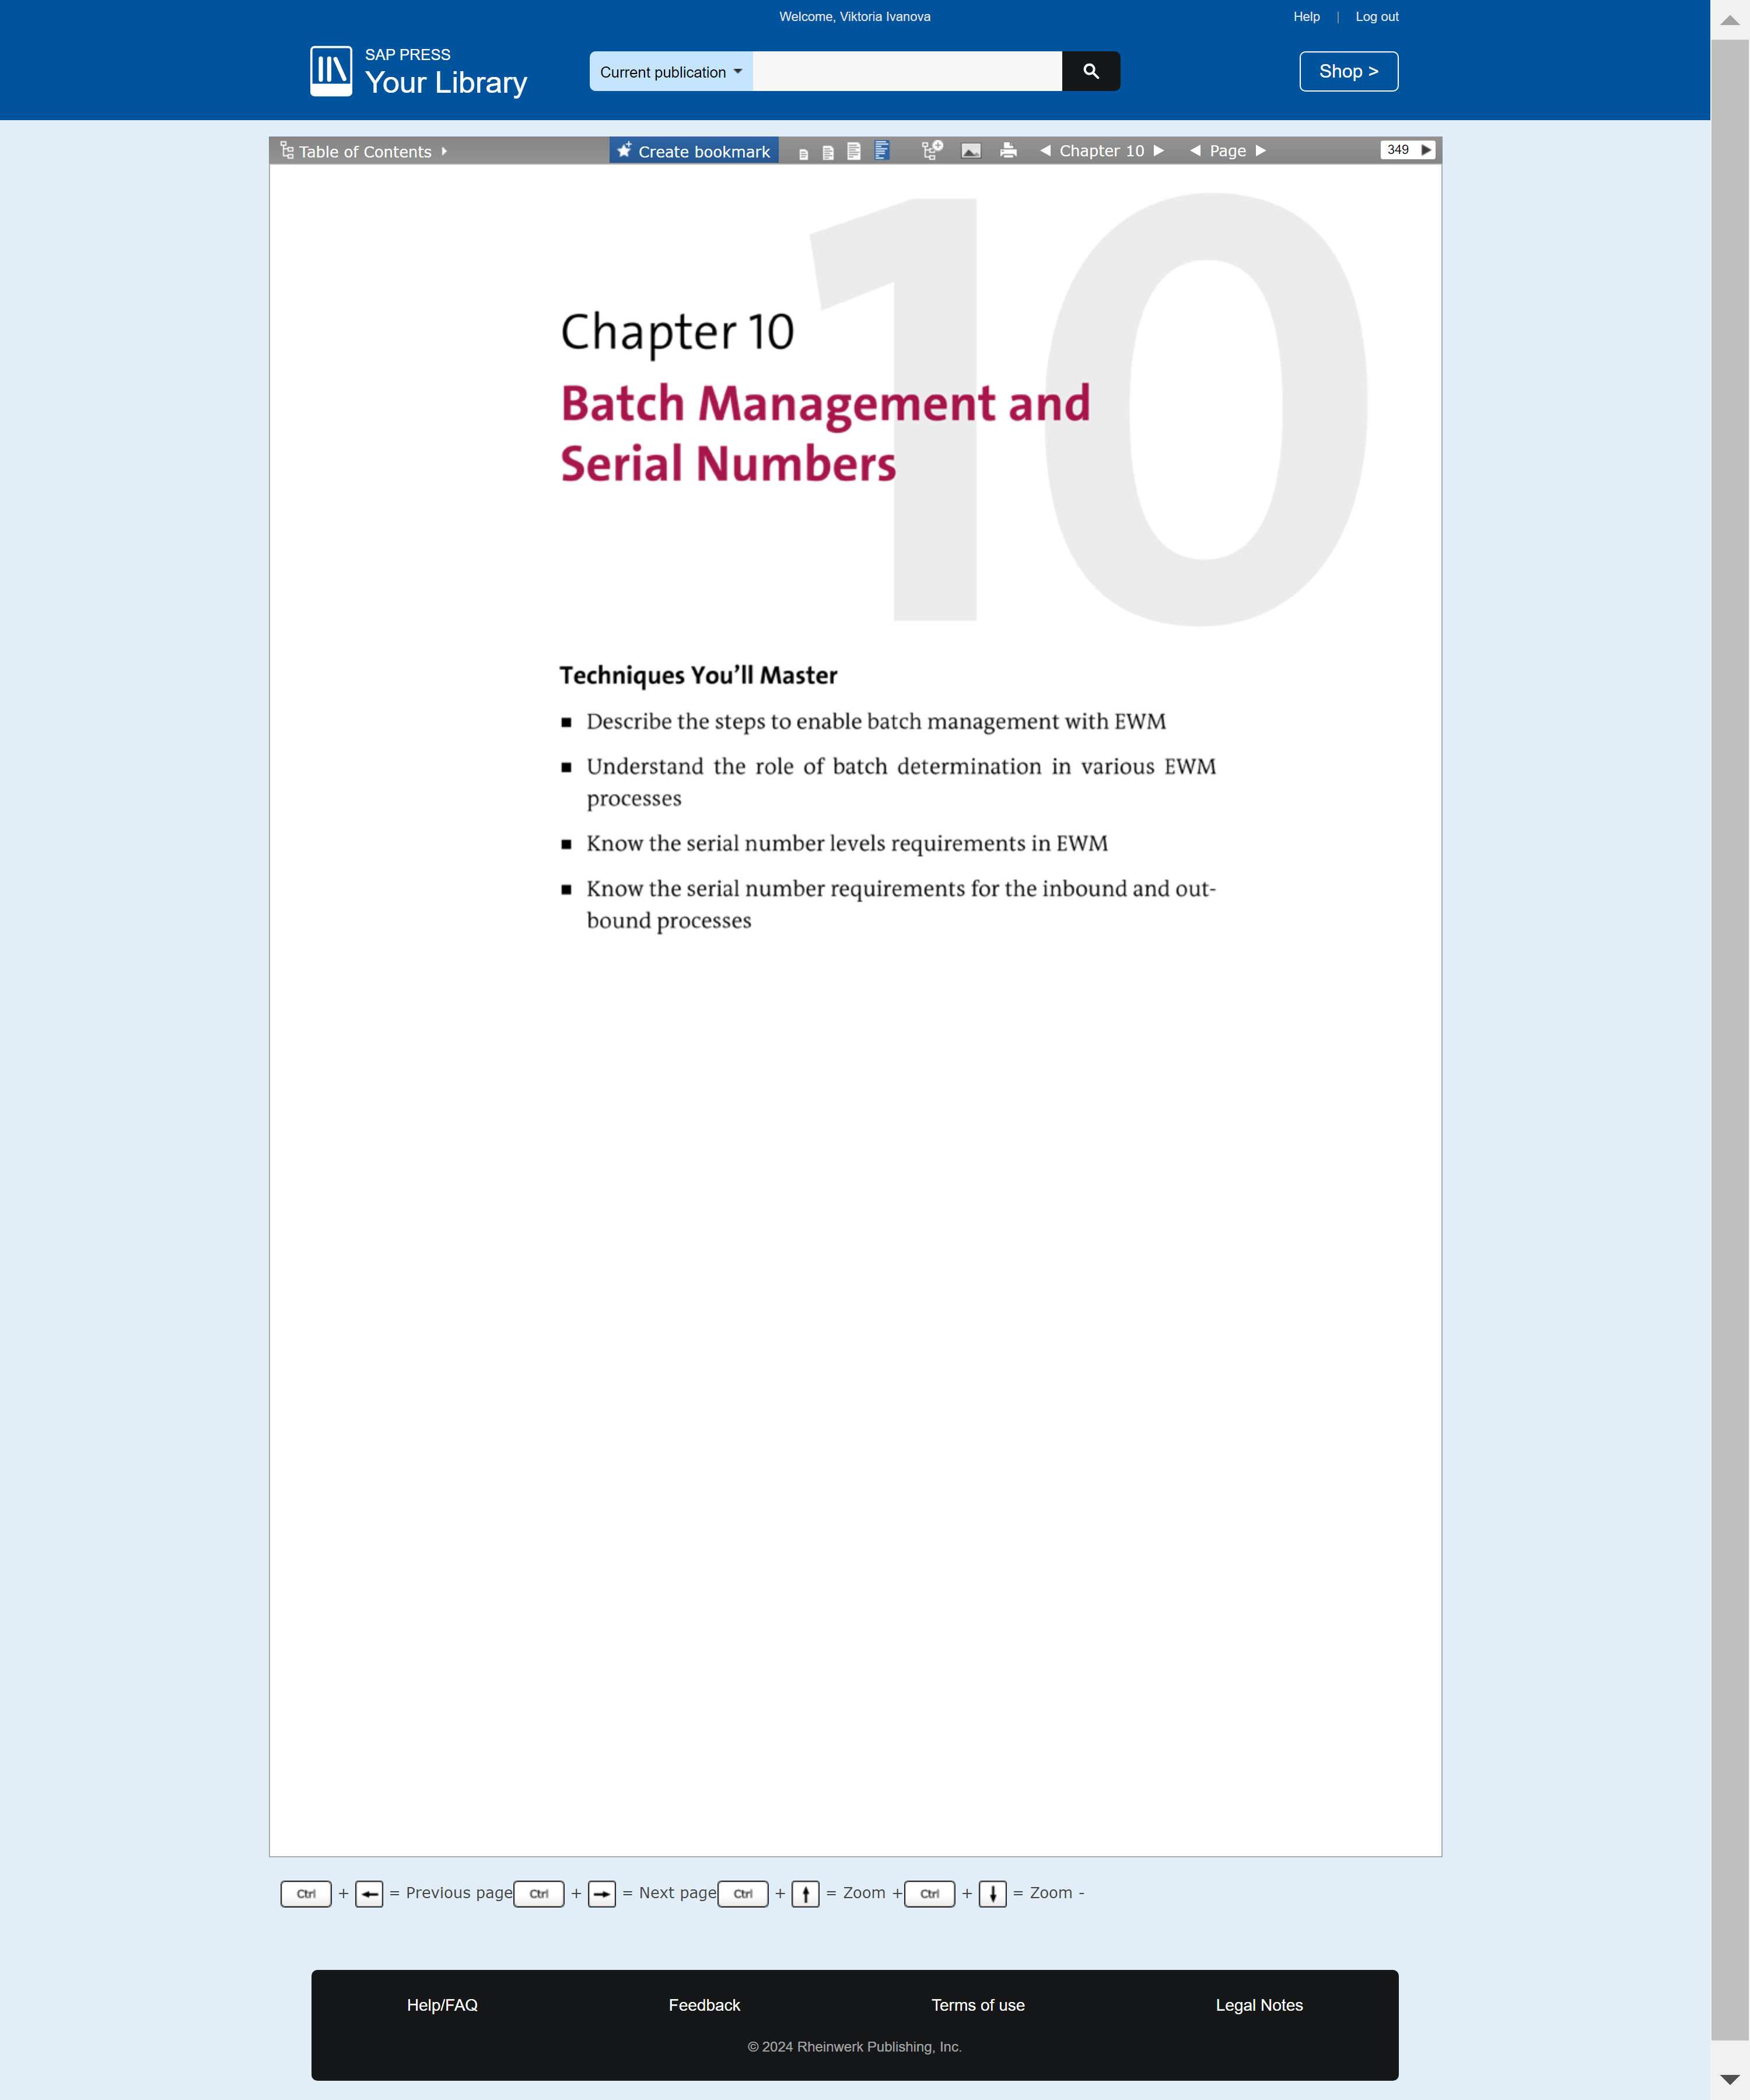 Welcome, Viktoria Ivanova
Help | Log out
SAP PRESS
Your Library
Current publication
Shop >
Table of Contents
Create bookmark
Chapter 10
Page
349
10
Chapter 10
Batch Management and
Serial Numbers
Techniques You’ll Master
■ Describe the steps to enable batch management with EWM
■ Understand the role of batch determination in various EWM
processes
■ Know the serial number levels requirements in EWM
■ Know the serial number requirements for the inbound and out-
bound processes
Ctrl + ← = Previous page Ctrl + → = Next page Ctrl + ↑ = Zoom + Ctrl + ↓ = Zoom -
Help/FAQ
Feedback
Terms of use
Legal Notes
© 2024 Rheinwerk Publishing, Inc.